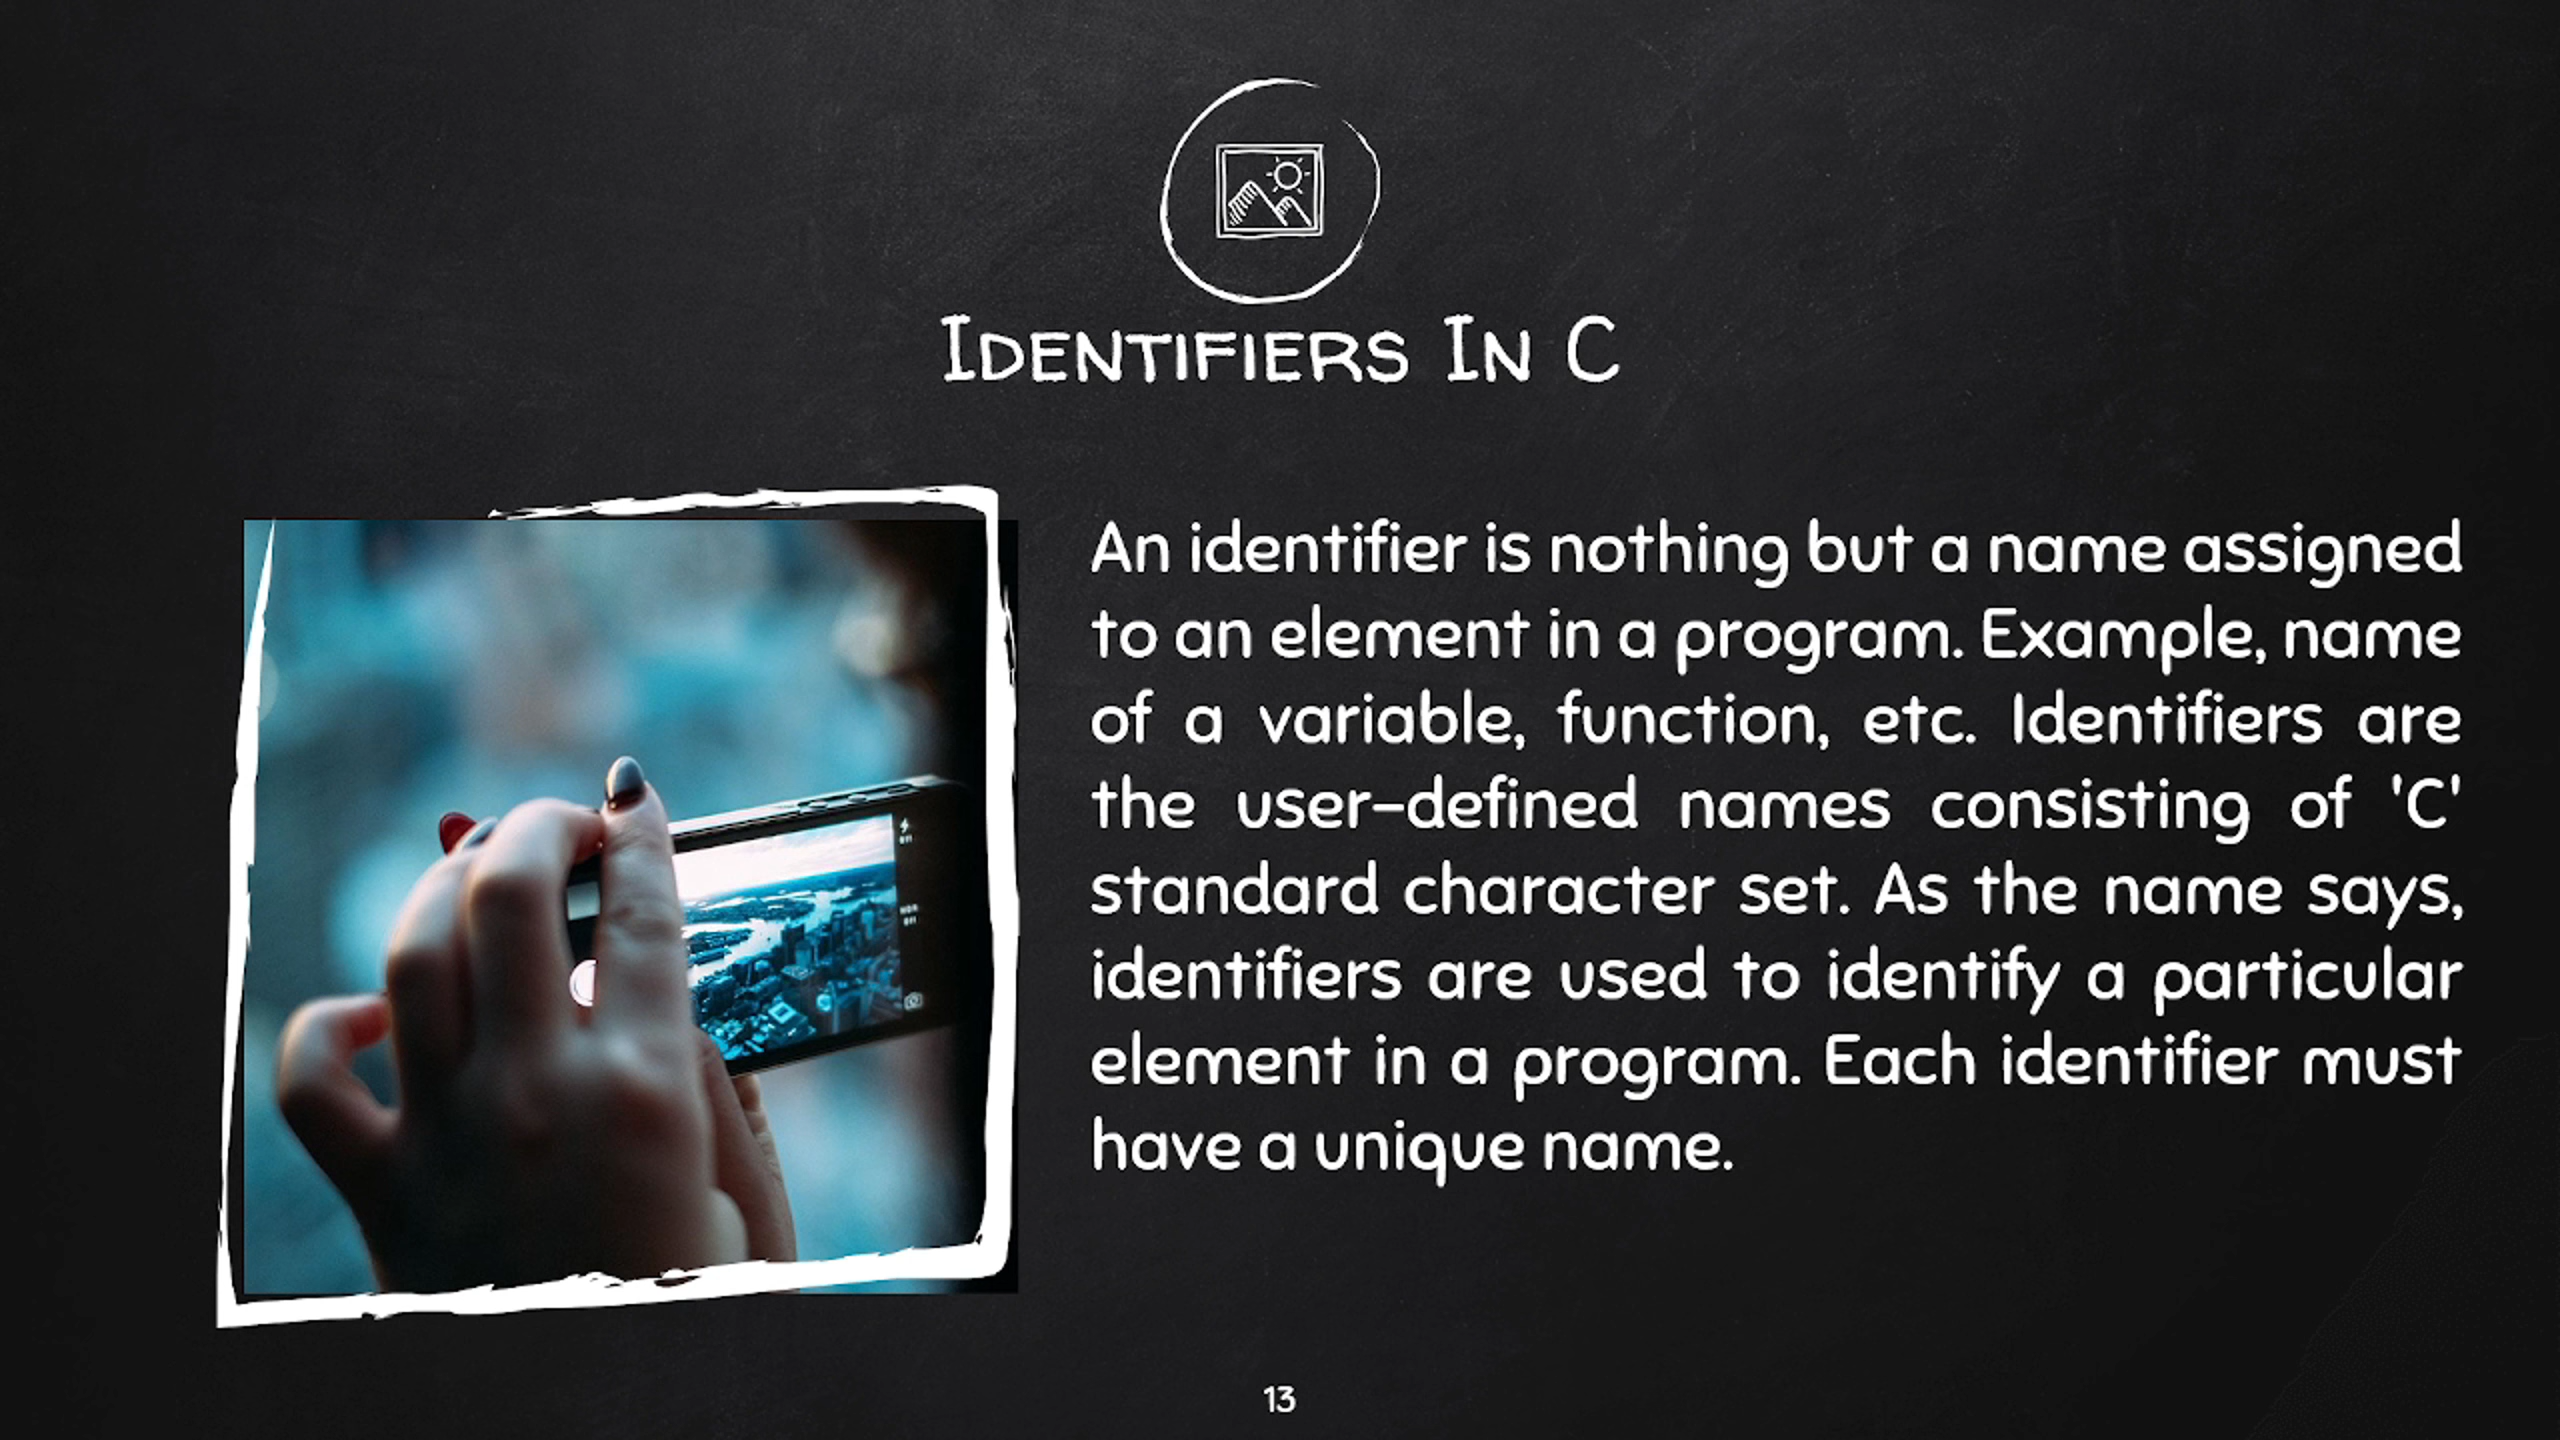 Identifiers In C
An identifier is nothing but a name assigned
to an element in a program. Example, name
of a variable, function, etc. Identifiers are
the user-defined names consisting of 'C'
standard character set. As the name says,
identifiers are used to identify a particular
element in a program. Each identifier must
have a unique name.
13